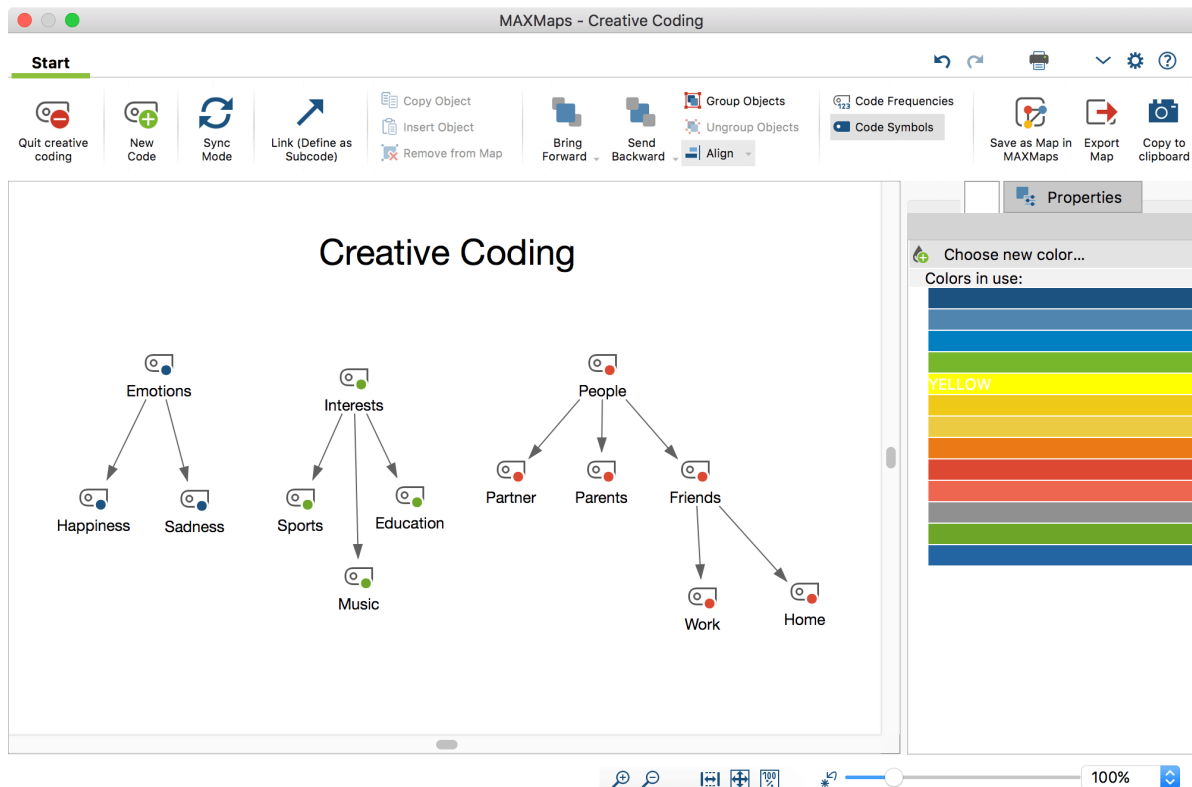 MAXMaps - Creative Coding
Start
Quit creative
coding
New
Code
Sync
Mode
Link (Define as
Subcode)
Copy Object
Insert Object
Remove from Map
Bring
Forward
Send
Backward
Group Objects
Ungroup Objects
Align
123
Code Frequencies
Code Symbols
Save as Map in
MAXMaps
Export
Map
Copy to
clipboard
Properties
Choose new color...
Colors in use:
YELLOW
Creative Coding
Emotions
Interests
People
Happiness
Sadness
Sports
Education
Music
Partner
Parents
Friends
Work
Home
100
%
100%